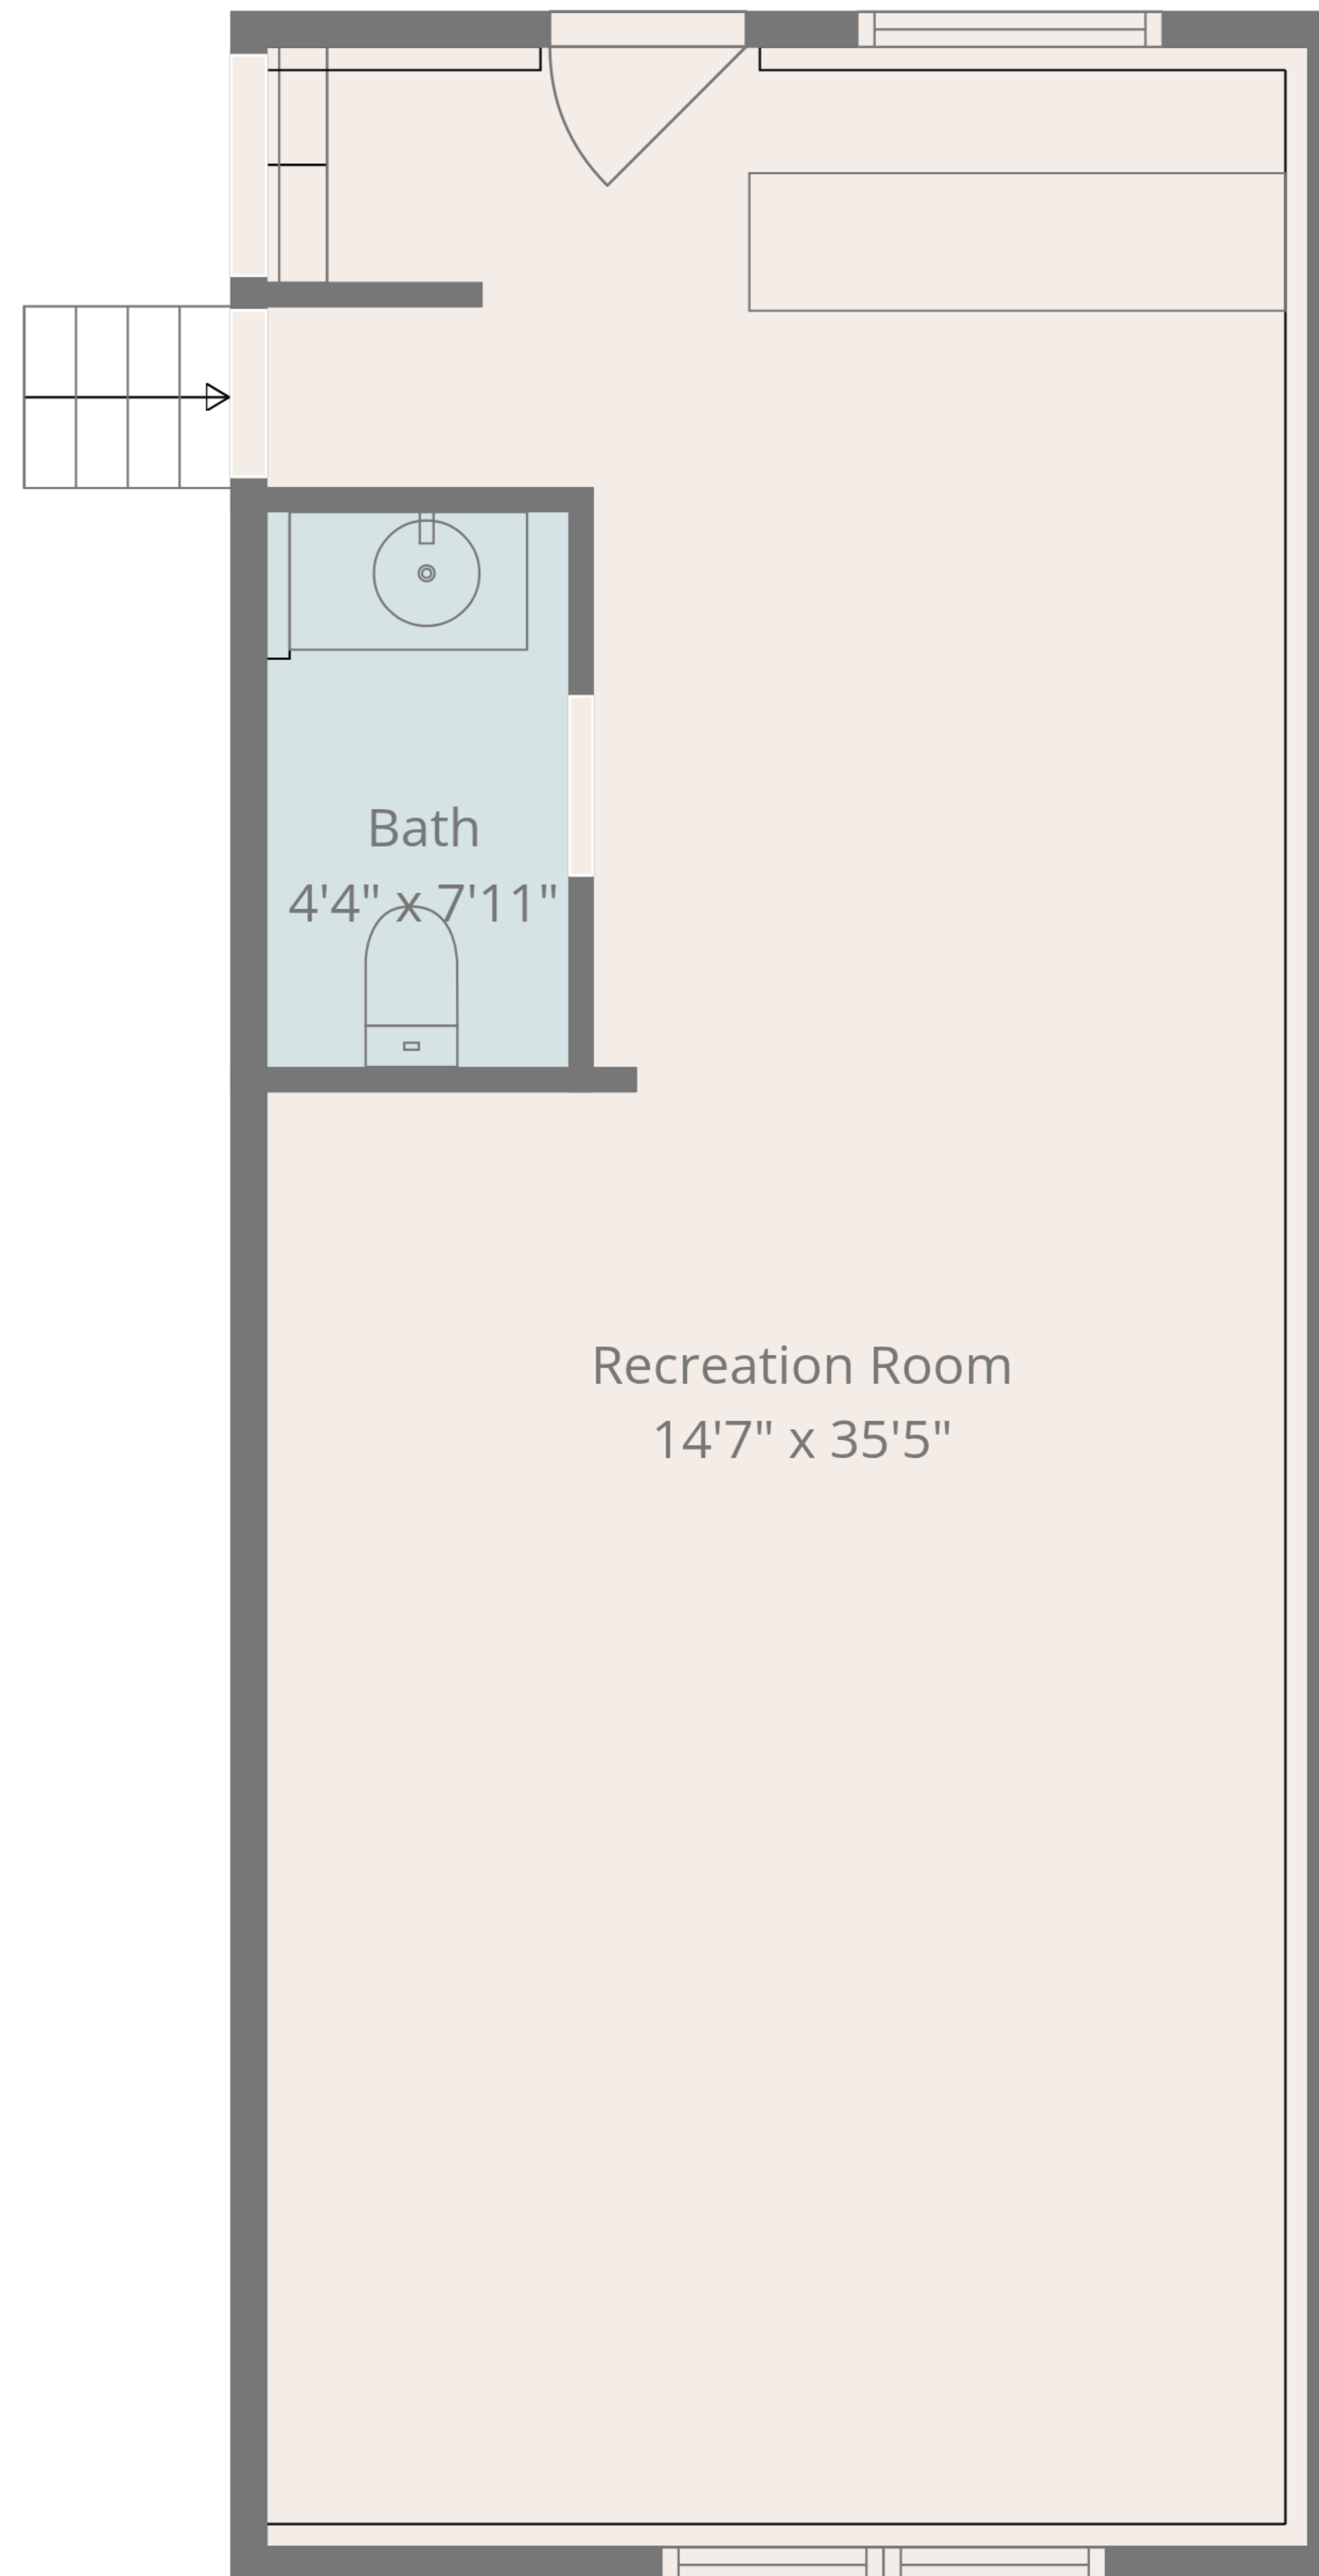 Bath
4'4" x 7'11"
Recreation Room
14'7" x 35'5"